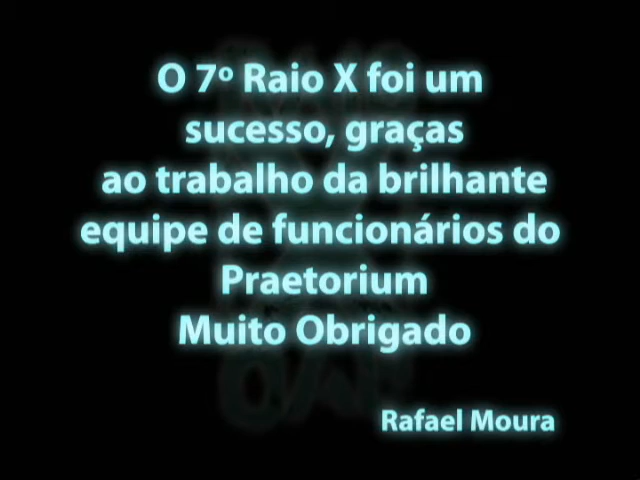 O 7º Raio X foi um
sucesso, graças
ao trabalho da brilhante
equipe de funcionários do
Praetorium
Muito Obrigado
Rafael Moura